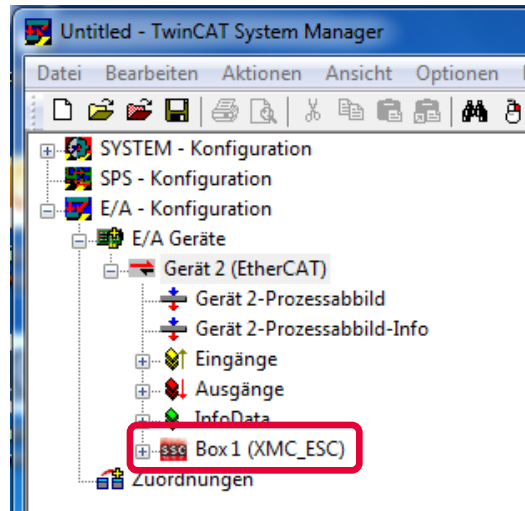 Untitled - TwinCAT System Manager
Datei Bearbeiten Aktionen Ansicht Optionen
SYSTEM - Konfiguration
SPS - Konfiguration
E/A - Konfiguration
E/A Geräte
Gerät 2 (EtherCAT)
Gerät 2-Prozessabbild
Gerät 2-Prozessabbild-Info
Eingänge
Ausgänge
InfoData
ssc Box 1 (XMC_ESC)
Zuordnungen